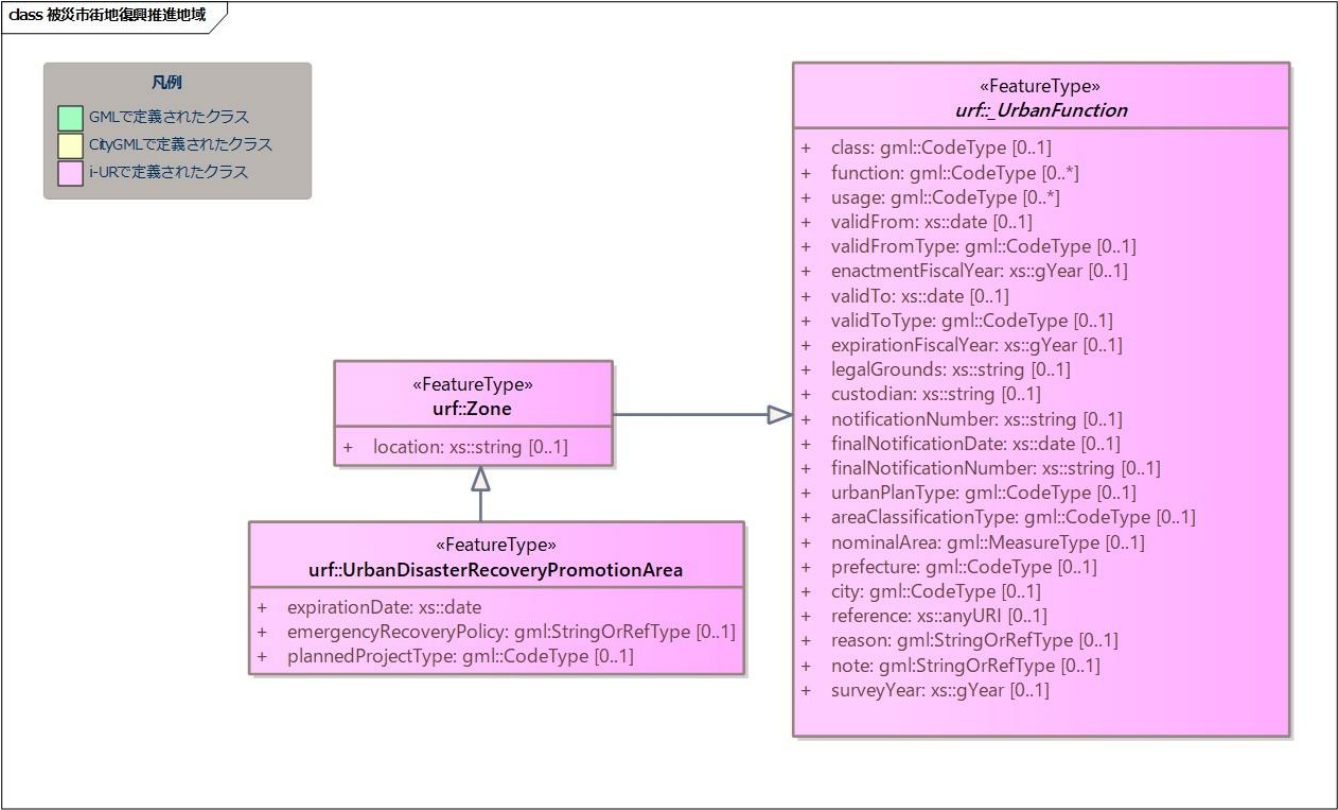 class 被災市街地復興推進地域
凡例
GMLで定義されたクラス
CityGMLで定義されたクラス
i-URで定義されたクラス
«FeatureType»
urf::_UrbanFunction
+ class: gml::CodeType [0..1]
+ function: gml::CodeType [0..*]
+ usage: gml::CodeType [0..*]
+ validFrom: xs::date [0..1]
+ validFromType: gml::CodeType [0..1]
+ enactmentFiscalYear: xs::gYear [0..1]
+ validTo: xs::date [0..1]
+ validToType: gml::CodeType [0..1]
+ expirationFiscalYear: xs::gYear [0..1]
+ legalGrounds: xs::string [0..1]
+ custodian: xs::string [0..1]
+ notificationNumber: xs::string [0..1]
+ finalNotificationDate: xs::date [0..1]
+ finalNotificationNumber: xs::string [0..1]
+ urbanPlanType: gml::CodeType [0..1]
+ areaClassificationType: gml::CodeType [0..1]
+ nominalArea: gml::MeasureType [0..1]
+ prefecture: gml::CodeType [0..1]
+ city: gml::CodeType [0..1]
+ reference: xs::anyURI [0..1]
+ reason: gml:StringOrRefType [0..1]
+ note: gml:StringOrRefType [0..1]
+ surveyYear: xs::gYear [0..1]
«FeatureType»
urf::Zone
+ location: xs::string [0..1]
«FeatureType»
urf::UrbanDisasterRecoveryPromotionArea
+ expirationDate: xs::date
+ emergencyRecoveryPolicy: gml:StringOrRefType [0..1]
+ plannedProjectType: gml::CodeType [0..1]